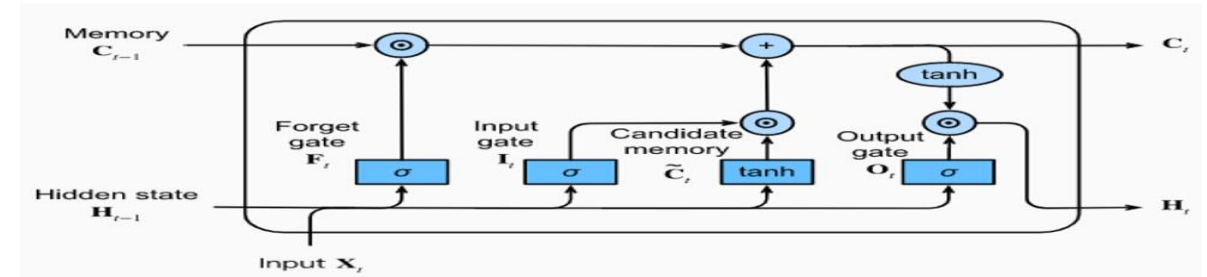 Memory
C_{t-1}
⊙
+
C_t
tanh
Forget
gate
F_t
Input
gate
I_t
Candidate
memory
C̃_t
⊙
Output
gate
O_t
⊙
σ
σ
tanh
σ
Hidden state
H_{t-1}
H_t
Input X_t